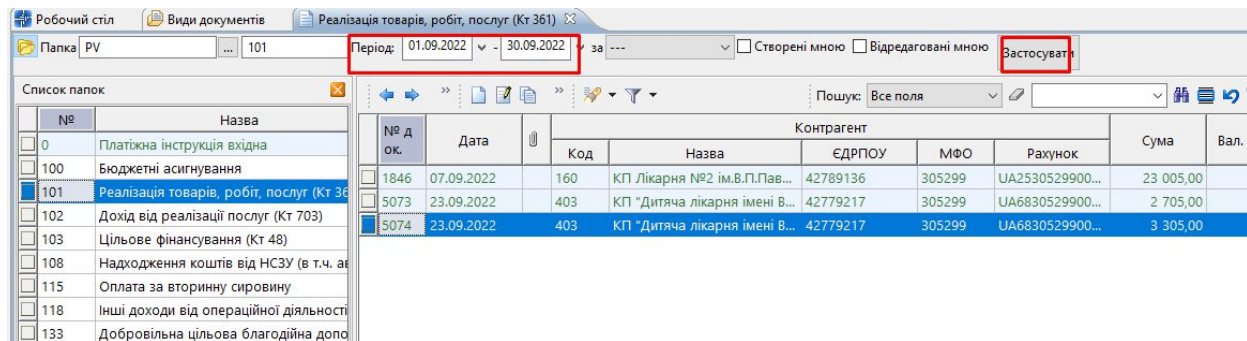 Робочий стіл Види документів Реалізація товарів, робіт, послуг (Кт 361)
Папка PV ... 101 Період: 01.09.2022 - 30.09.2022 за --- Створені мною Відредаговані мною Застосувати
Список папок
Пошук: Все поля
№ Назва
0 Платіжна інструкція вхідна
100 Бюджетні асигнування
101 Реалізація товарів, робіт, послуг (Кт 36
102 Дохід від реалізації послуг (Кт 703)
103 Цільове фінансування (Кт 48)
108 Надходження коштів від НСЗУ (в т.ч. ав
115 Оплата за вторинну сировину
118 Інші доходи від операційної діяльності
133 Добровільна цільова благодійна допо
№ д ок. Дата Контрагент Сума Вал.
Код Назва ЄДРПОУ МФО Рахунок
1846 07.09.2022 160 КП Лікарня №2 ім.В.П.Пав... 42789136 305299 UA2530529900... 23 005,00
5073 23.09.2022 403 КП "Дитяча лікарня імені В... 42779217 305299 UA6830529900... 2 705,00
5074 23.09.2022 403 КП "Дитяча лікарня імені В... 42779217 305299 UA6830529900... 3 305,00